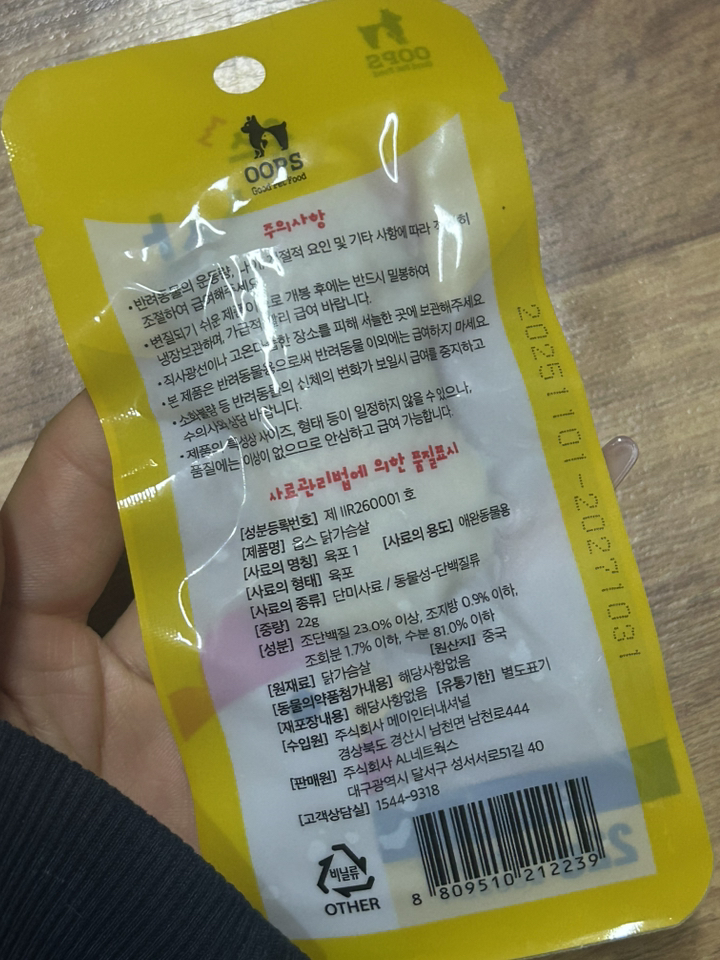 OOPS
Good Pet Food
OOPS
Good Pet Food
주의사항
• 반려동물의 운동량, 계절적 요인 및 기타 사항에 따라
조절하여 급여해주세요
• 변질되기 쉬운 개봉 후에는 반드시 밀봉하여
냉장보관하며, 가급적 빨리 급여 바랍니다.
• 직사광선이나 고온다습한 장소를 피해 서늘한 곳에 보관해주세요
• 본 제품은 반려동물용으로써 반려동물 이외에는 급여하지 마세요
• 소화불량 등 반려동물의 신체의 변화가 보일시 급여를 중지하고
수의사와 상담 바랍니다.
• 제품의 특성상 사이즈, 형태 등이 일정하지 않을 수 있으나,
품질에는 이상이 없으므로 안심하고 급여 가능합니다.
사료관리법에 의한 품질표시
[성분등록번호] 제 IIR260001 호
[제품명] 웁스 닭가슴살
[사료의 명칭] 육포 1 [사료의 용도] 애완동물용
[사료의 형태] 육포
[사료의 종류] 단미사료 / 동물성-단백질류
[중량] 22g
[성분] 조단백질 23.0% 이상, 조지방 0.9% 이하,
조회분 1.7% 이하, 수분 81.0% 이하
[원재료] 닭가슴살 [원산지] 중국
[동물의약품첨가내용] 해당사항없음
[재포장내용] 해당사항없음 [유통기한] 별도표기
[수입원] 주식회사 메이인터내셔널
경상북도 경산시 남천면 남천로444
[판매원] 주식회사 AL네트웍스
대구광역시 달서구 성서서로51길 40
[고객상담실] 1544-9318
비닐류
OTHER
8 809510 212239
20251101-20271031